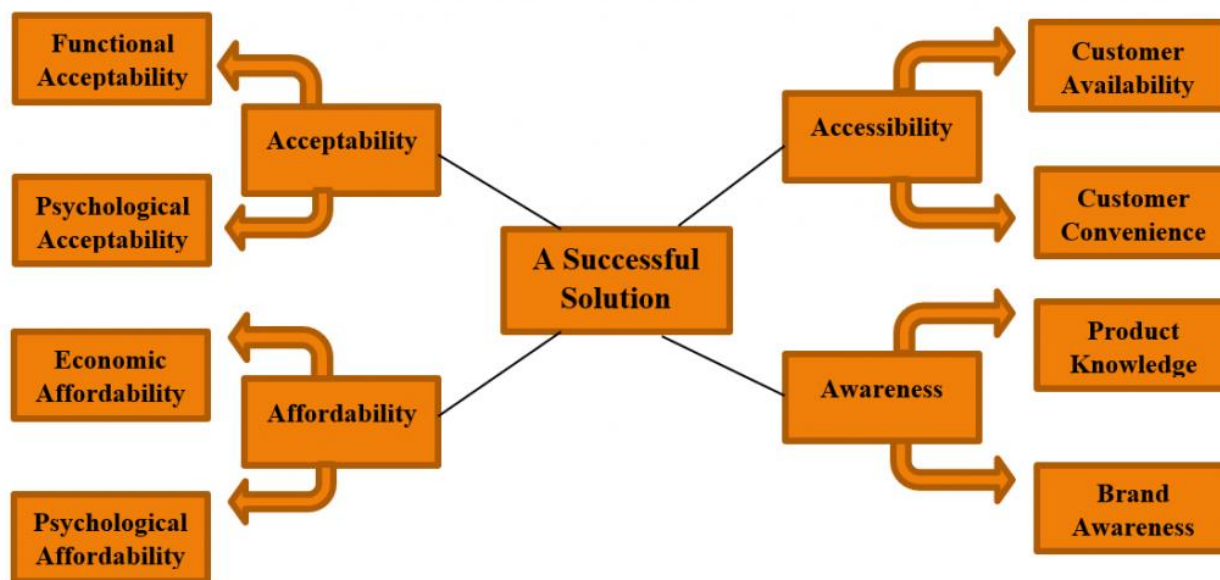 Functional
Acceptability
Acceptability
Psychological
Acceptability
Customer
Availability
Accessibility
Customer
Convenience
A Successful
Solution
Economic
Affordability
Affordability
Psychological
Affordability
Product
Knowledge
Awareness
Brand
Awareness